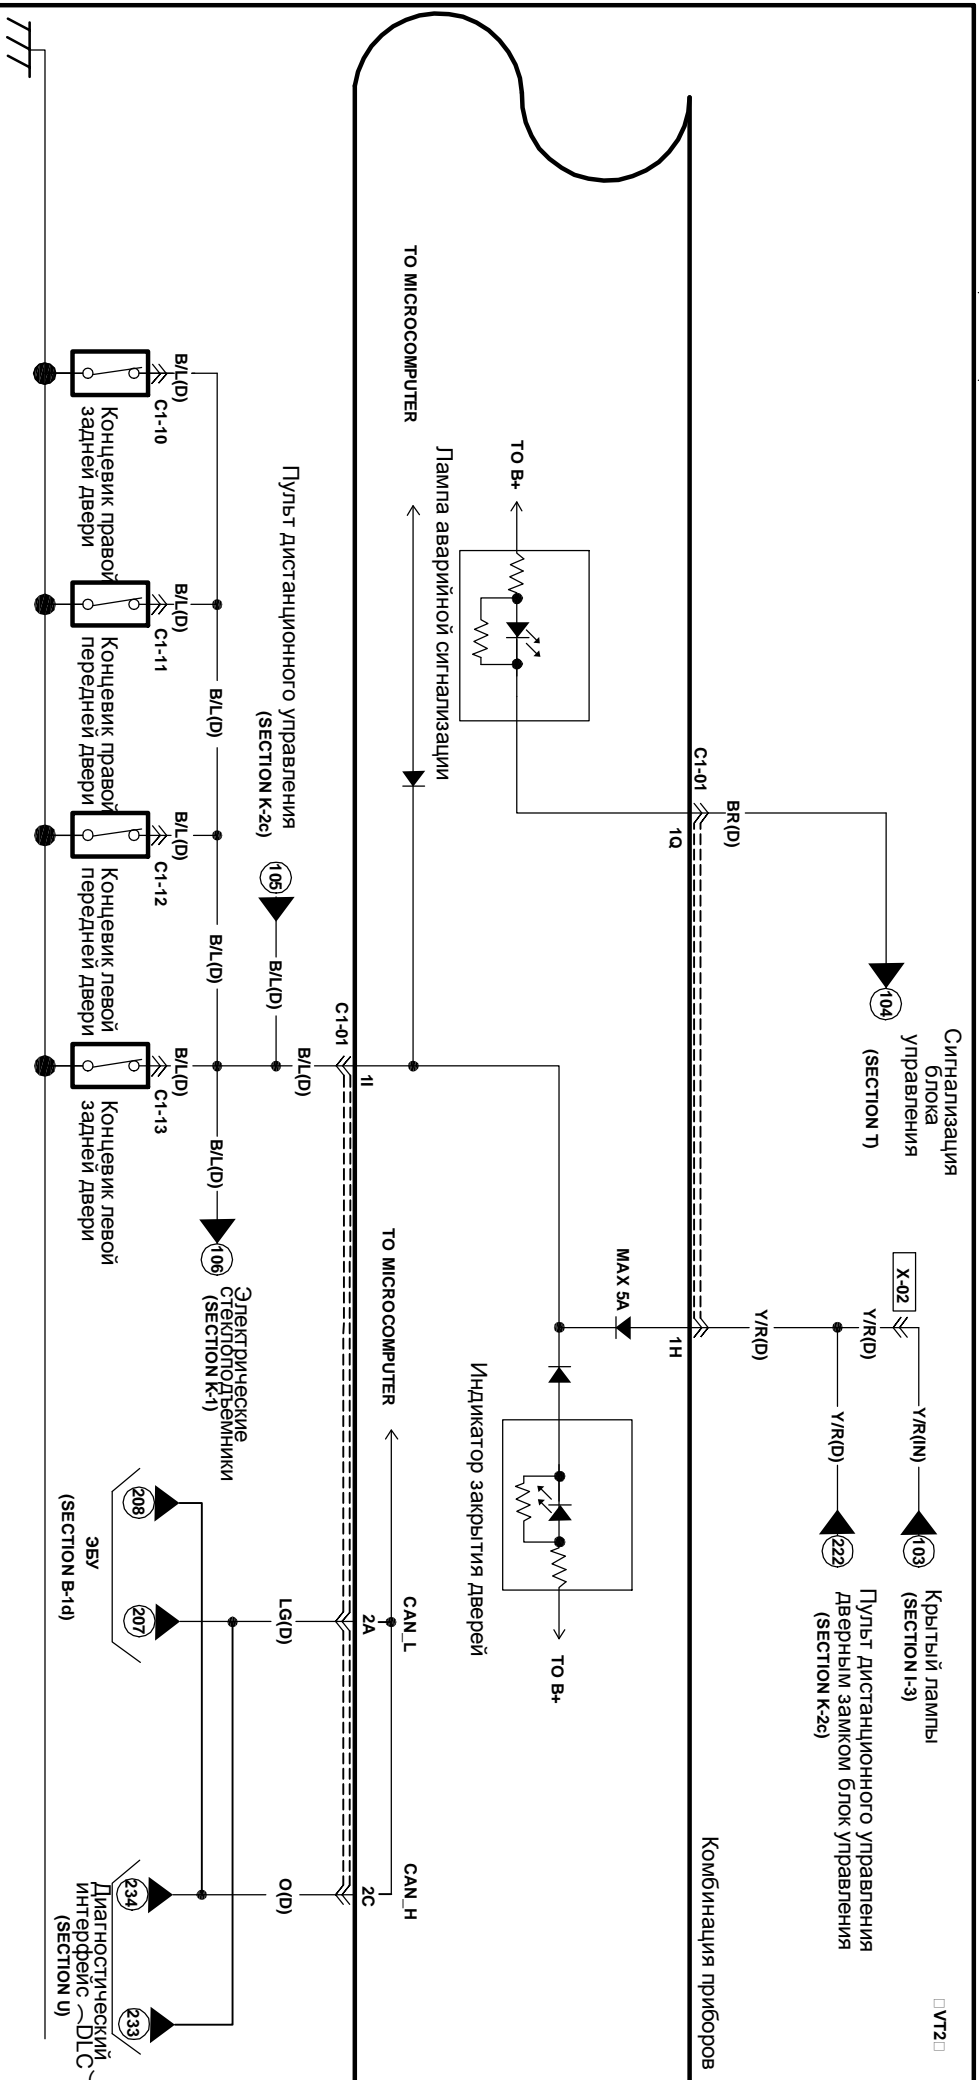 □VT2□
Комбинация приборов
Крытый лампы
(SECTION I-3)
103
Y/R(IN)
X-02
Y/R(D)
Y/R(D)
222
Пульт дистанционного управления
дверным замком блок управления
(SECTION K-2c)
Y/R(D)
1H
MAX 5A
Сигнализация
блока
управления
(SECTION T)
104
BR(D)
C1-01
1Q
TO B+
Лампа аварийной сигнализации
TO MICROCOMPUTER
Индикатор закрытия дверей
TO B+
TO MICROCOMPUTER
CAN_L
CAN_H
C1-01
1I
2A
2C
B/L(D)
LG(D)
O(D)
Пульт дистанционного управления
(SECTION K-2c)
105
B/L(D)
B/L(D)
B/L(D)
B/L(D)
106
Электрические
стеклоподъемники
(SECTION K-1)
B/L(D)
C1-10
Концевик правой
задней двери
B/L(D)
C1-11
Концевик правой
передней двери
B/L(D)
C1-12
Концевик левой
передней двери
B/L(D)
C1-13
Концевик левой
задней двери
208
207
ЭБУ
(SECTION B-1d)
234
233
Диагностический
интерфейс ⌒DLC⌒
(SECTION U)